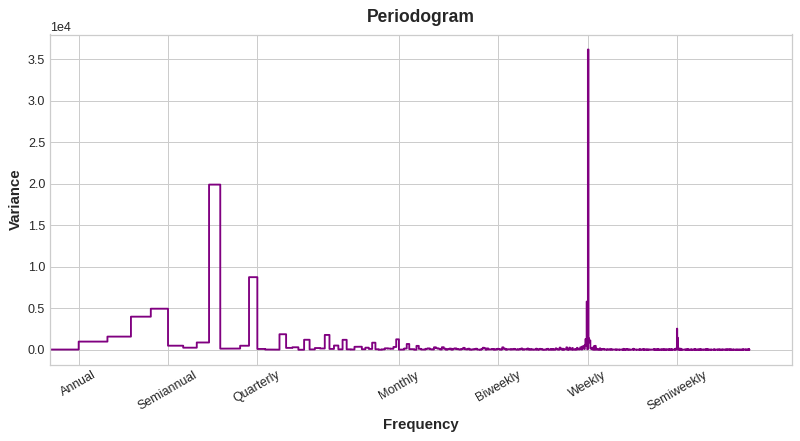 Periodogram
1e4
3.5
3.0
2.5
2.0
1.5
1.0
0.5
0.0
Variance
Annual
Semiannual
Quarterly
Monthly
Biweekly
Weekly
Semiweekly
Frequency